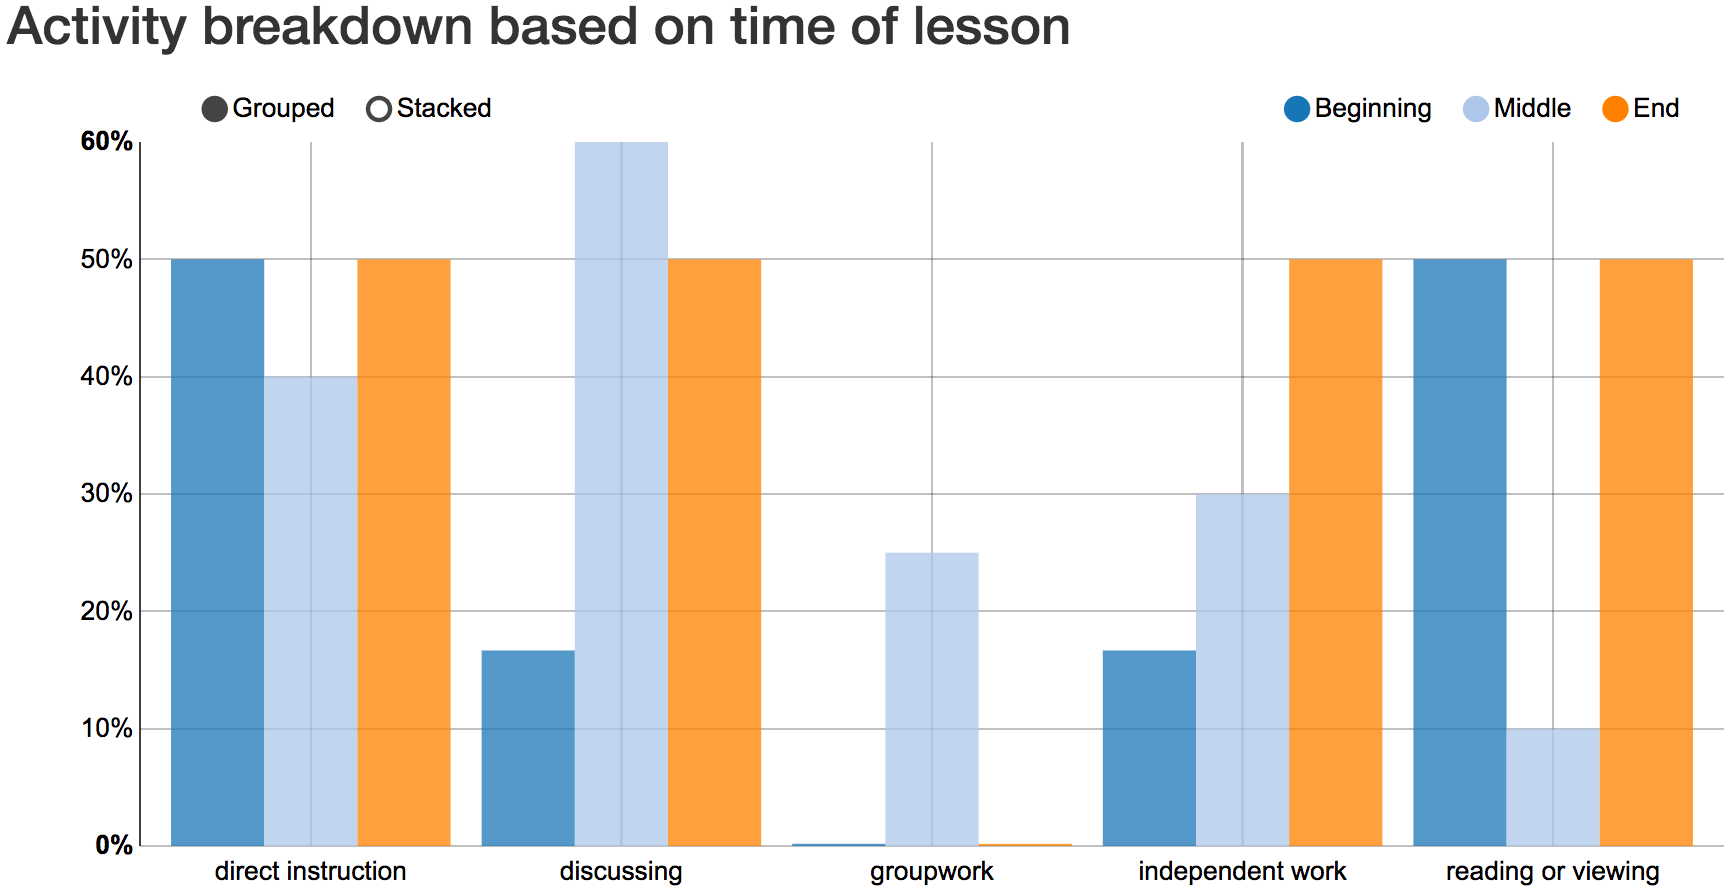 Activity breakdown based on time of lesson
Grouped Stacked Beginning Middle End
60%
50%
40%
30%
20%
10%
0%
direct instruction discussing groupwork independent work reading or viewing